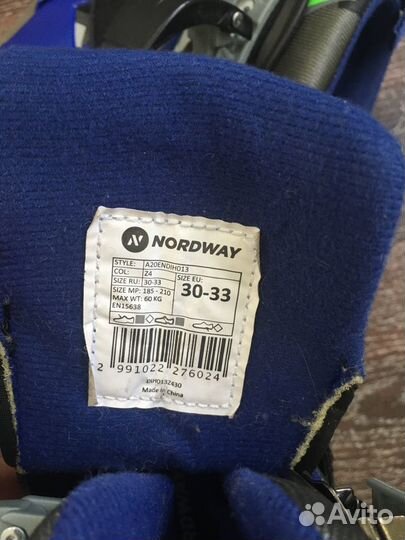 NORDWAY
STYLE: A20ENDIH013
COL: Z4
SIZE RU: 30-33
SIZE MP: 185 - 210
MAX WT: 60 KG
EN15638
SIZE EU:
30-33
2 991022 276024
Made in China
Avito